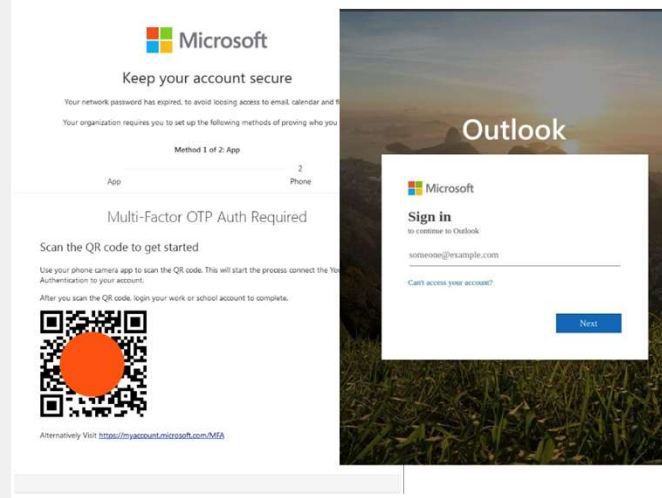 Microsoft
Keep your account secure
Your network password has expired, to avoid loosing access to email, calendar and
Your organization requires you to set up the following methods of proving who you
Method 1 of 2: App
2
App
Phone
Multi-Factor OTP Auth Required
Scan the QR code to get started
Use your phone camera app to scan the QR code. This will start the process connect the
Authentication to your account.
After you scan the QR code, login your work or school account to complete.
Alternatively Visit https://myaccount.microsoft.com/MFA
Outlook
Microsoft
Sign in
to continue to Outlook
someone@example.com
Can't access your account?
Next